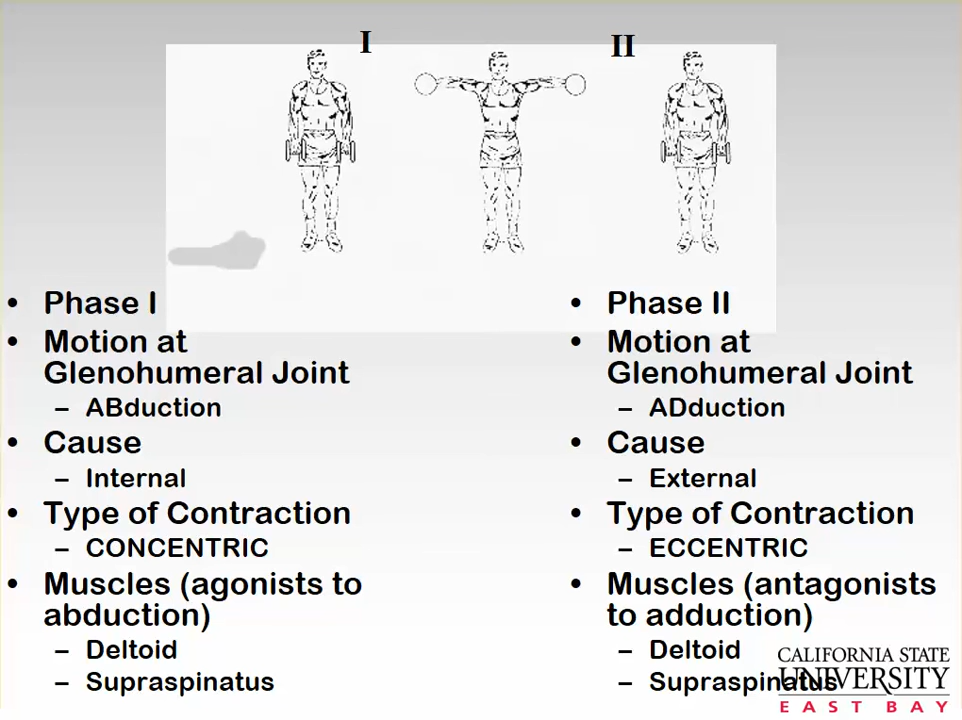 I
II
• Phase I
• Motion at
Glenohumeral Joint
– ABduction
• Cause
– Internal
• Type of Contraction
– CONCENTRIC
• Muscles (agonists to
abduction)
– Deltoid
– Supraspinatus
• Phase II
• Motion at
Glenohumeral Joint
– ADduction
• Cause
– External
• Type of Contraction
– ECCENTRIC
• Muscles (antagonists
to adduction)
– Deltoid
– Supraspinatus
CALIFORNIA STATE
UNIVERSITY
EAST BAY